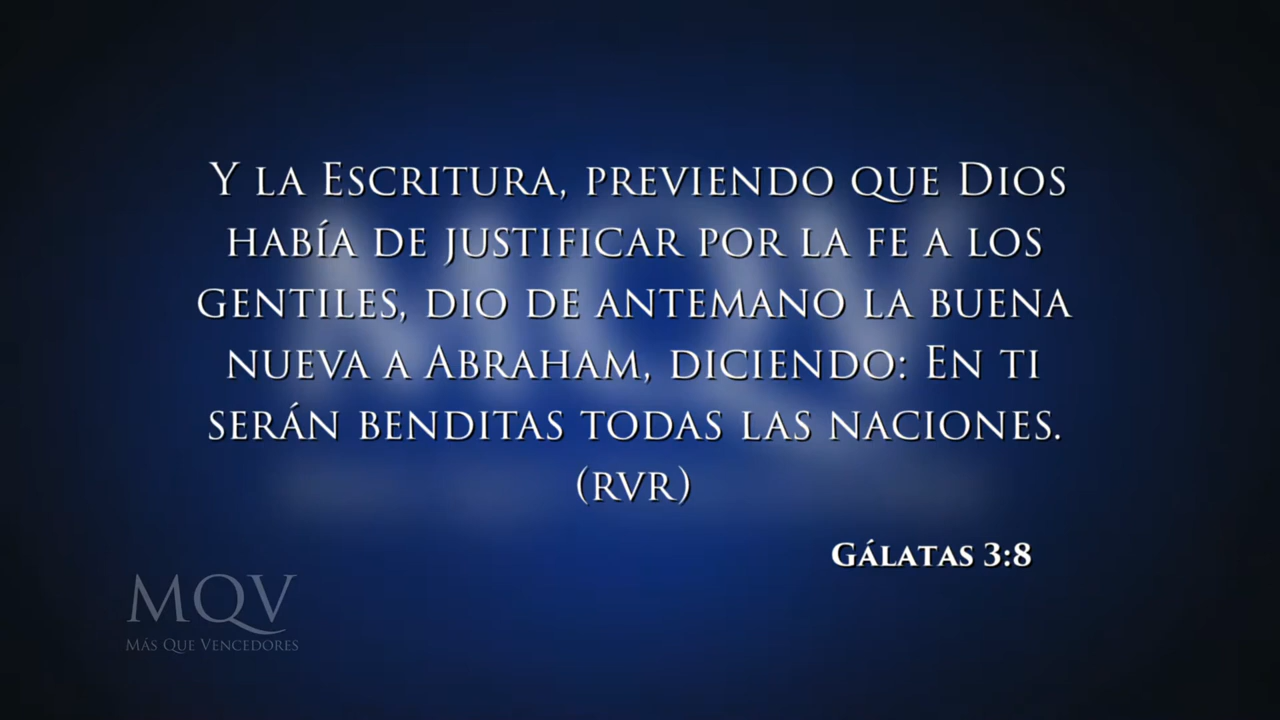 Y la Escritura, previendo que Dios
había de justificar por la fe a los
gentiles, dio de antemano la buena
nueva a Abraham, diciendo: En ti
serán benditas todas las naciones.
(RVR)
Gálatas 3:8
MQV
Más Que Vencedores